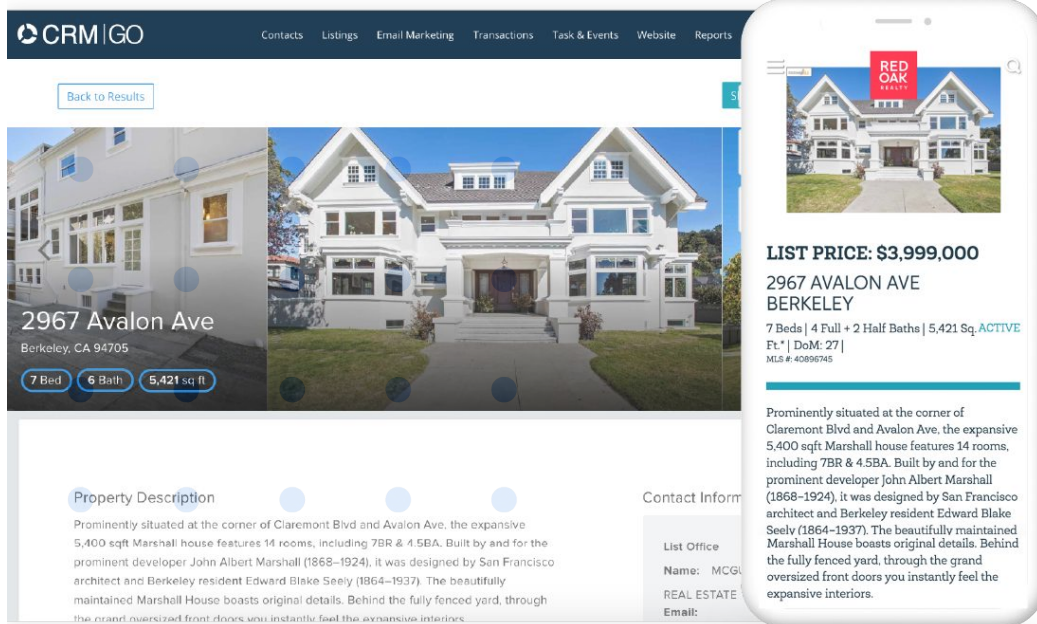 CRM|GO
Contacts Listings Email Marketing Transactions Task & Events Website Reports
Back to Results
2967 Avalon Ave
Berkeley, CA 94705
7 Bed 6 Bath 5,421 sq ft
Property Description
Prominently situated at the corner of Claremont Blvd and Avalon Ave, the expansive
5,400 sqft Marshall house features 14 rooms, including 7BR & 4.5BA. Built by and for the
prominent developer John Albert Marshall (1868–1924), it was designed by San Francisco
architect and Berkeley resident Edward Blake Seely (1864–1937). The beautifully
maintained Marshall House boasts original details. Behind the fully fenced yard, through
the grand oversized front doors you instantly feel the expansive interiors.
Contact Inform
List Office
Name: MCGU
REAL ESTATE
Email:
RED
OAK
REALTY
LIST PRICE: $3,999,000
2967 AVALON AVE
BERKELEY
7 Beds | 4 Full + 2 Half Baths | 5,421 Sq. ACTIVE
Ft.* | DoM: 27 |
MLS #: 40896745
Prominently situated at the corner of
Claremont Blvd and Avalon Ave, the expansive
5,400 sqft Marshall house features 14 rooms,
including 7BR & 4.5BA. Built by and for the
prominent developer John Albert Marshall
(1868–1924), it was designed by San Francisco
architect and Berkeley resident Edward Blake
Seely (1864–1937). The beautifully maintained
Marshall House boasts original details. Behind
the fully fenced yard, through the grand
oversized front doors you instantly feel the
expansive interiors.